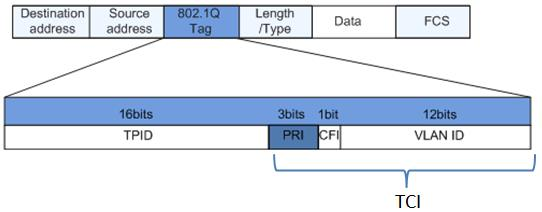 Destination address
Source address
802.1Q Tag
Length /Type
Data
FCS
16bits
3bits
1bit
12bits
TPID
PRI
CFI
VLAN ID
TCI